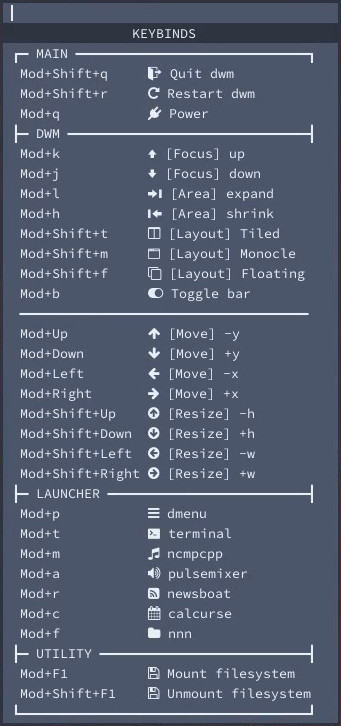 KEYBINDS
MAIN
Mod+Shift+q Quit dwm
Mod+Shift+r Restart dwm
Mod+q Power
DWM
Mod+k [Focus] up
Mod+j [Focus] down
Mod+l [Area] expand
Mod+h [Area] shrink
Mod+Shift+t [Layout] Tiled
Mod+Shift+m [Layout] Monocle
Mod+Shift+f [Layout] Floating
Mod+b Toggle bar
Mod+Up [Move] -y
Mod+Down [Move] +y
Mod+Left [Move] -x
Mod+Right [Move] +x
Mod+Shift+Up [Resize] -h
Mod+Shift+Down [Resize] +h
Mod+Shift+Left [Resize] -w
Mod+Shift+Right [Resize] +w
LAUNCHER
Mod+p dmenu
Mod+t terminal
Mod+m ncmpcpp
Mod+a pulsemixer
Mod+r newsboat
Mod+c calcurse
Mod+f nnn
UTILITY
Mod+F1 Mount filesystem
Mod+Shift+F1 Unmount filesystem